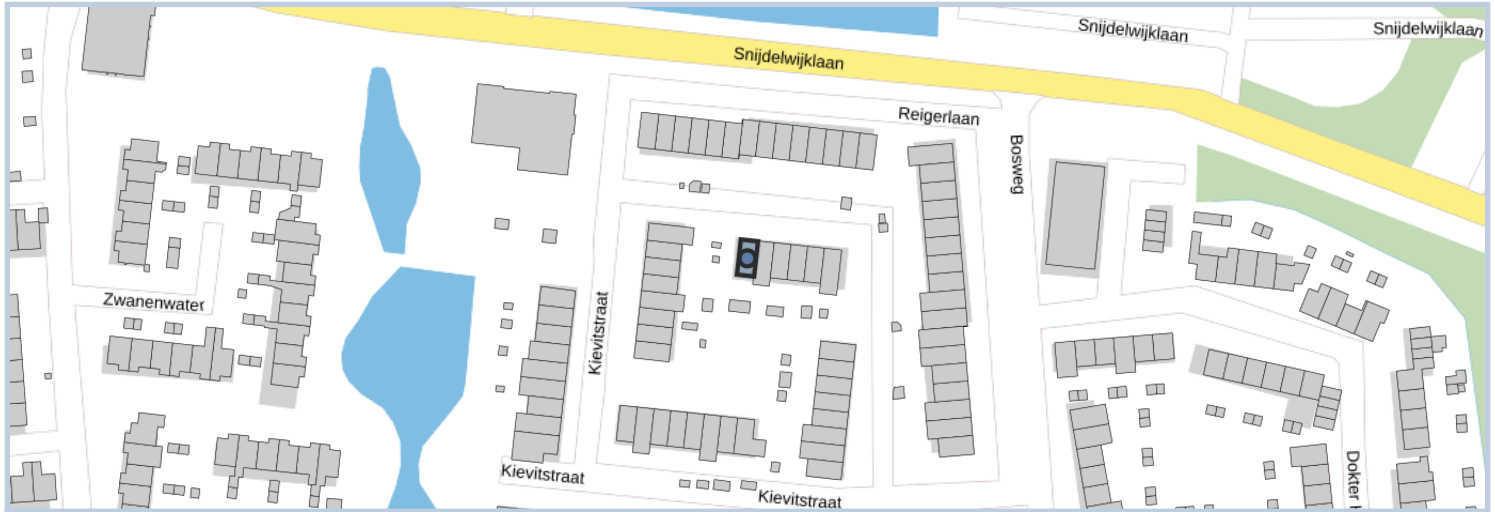 Snijdelwijklaan
Snijdelwijklaan
Snijdelwijklaan
Reigerlaan
Bosweg
Zwanenwater
Kievitstraat
Kievitstraat
Kievitstraat
Dokter